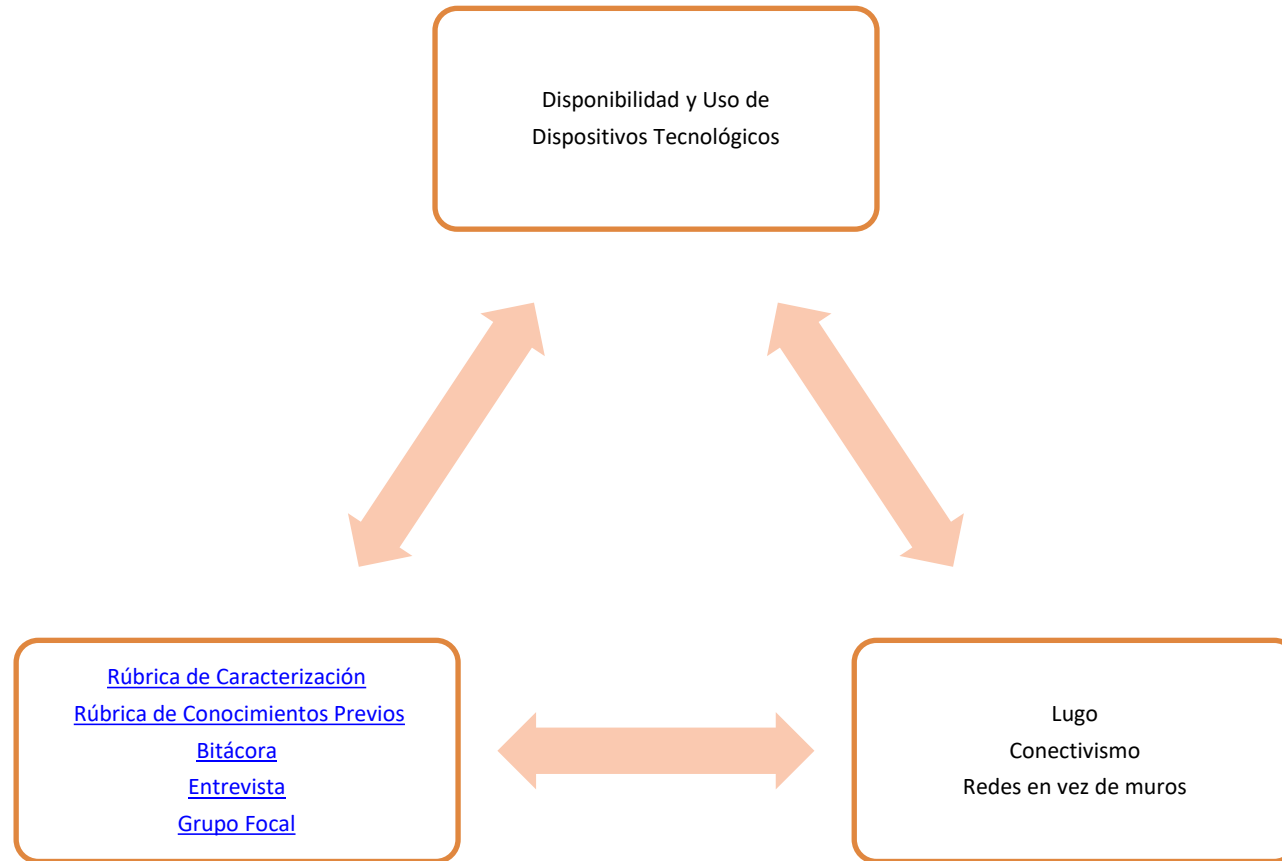 Disponibilidad y Uso de
Dispositivos Tecnológicos
Rúbrica de Caracterización
Rúbrica de Conocimientos Previos
Bitácora
Entrevista
Grupo Focal
Lugo
Conectivismo
Redes en vez de muros